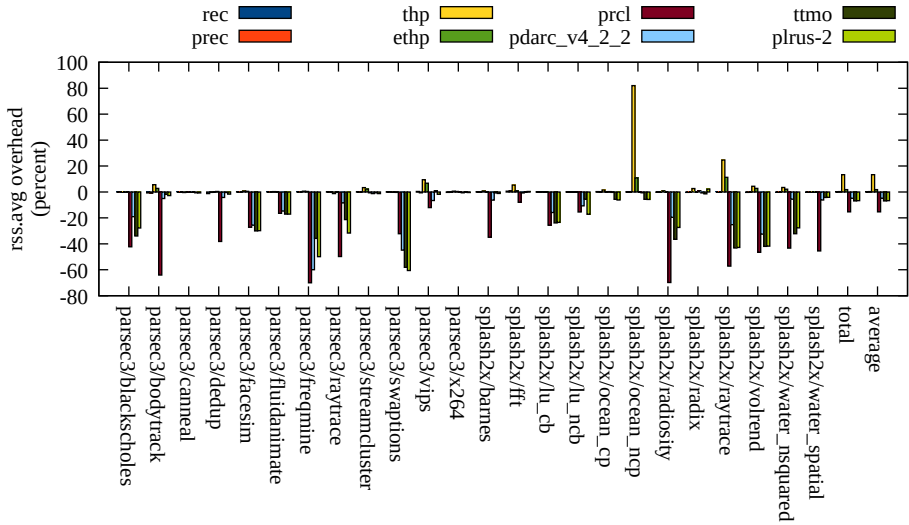 rec thp prcl ttmo
prec ethp pdarc_v4_2_2 plrus-2
rss.avg overhead
(percent)
100
80
60
40
20
0
-20
-40
-60
-80
parsec3/blackscholes
parsec3/bodytrack
parsec3/canneal
parsec3/dedup
parsec3/facesim
parsec3/fluidanimate
parsec3/freqmine
parsec3/raytrace
parsec3/streamcluster
parsec3/swaptions
parsec3/vips
parsec3/x264
splash2x/barnes
splash2x/fft
splash2x/lu_cb
splash2x/lu_ncb
splash2x/ocean_cp
splash2x/ocean_ncp
splash2x/radiosity
splash2x/radix
splash2x/raytrace
splash2x/volrend
splash2x/water_nsquared
splash2x/water_spatial
total
average